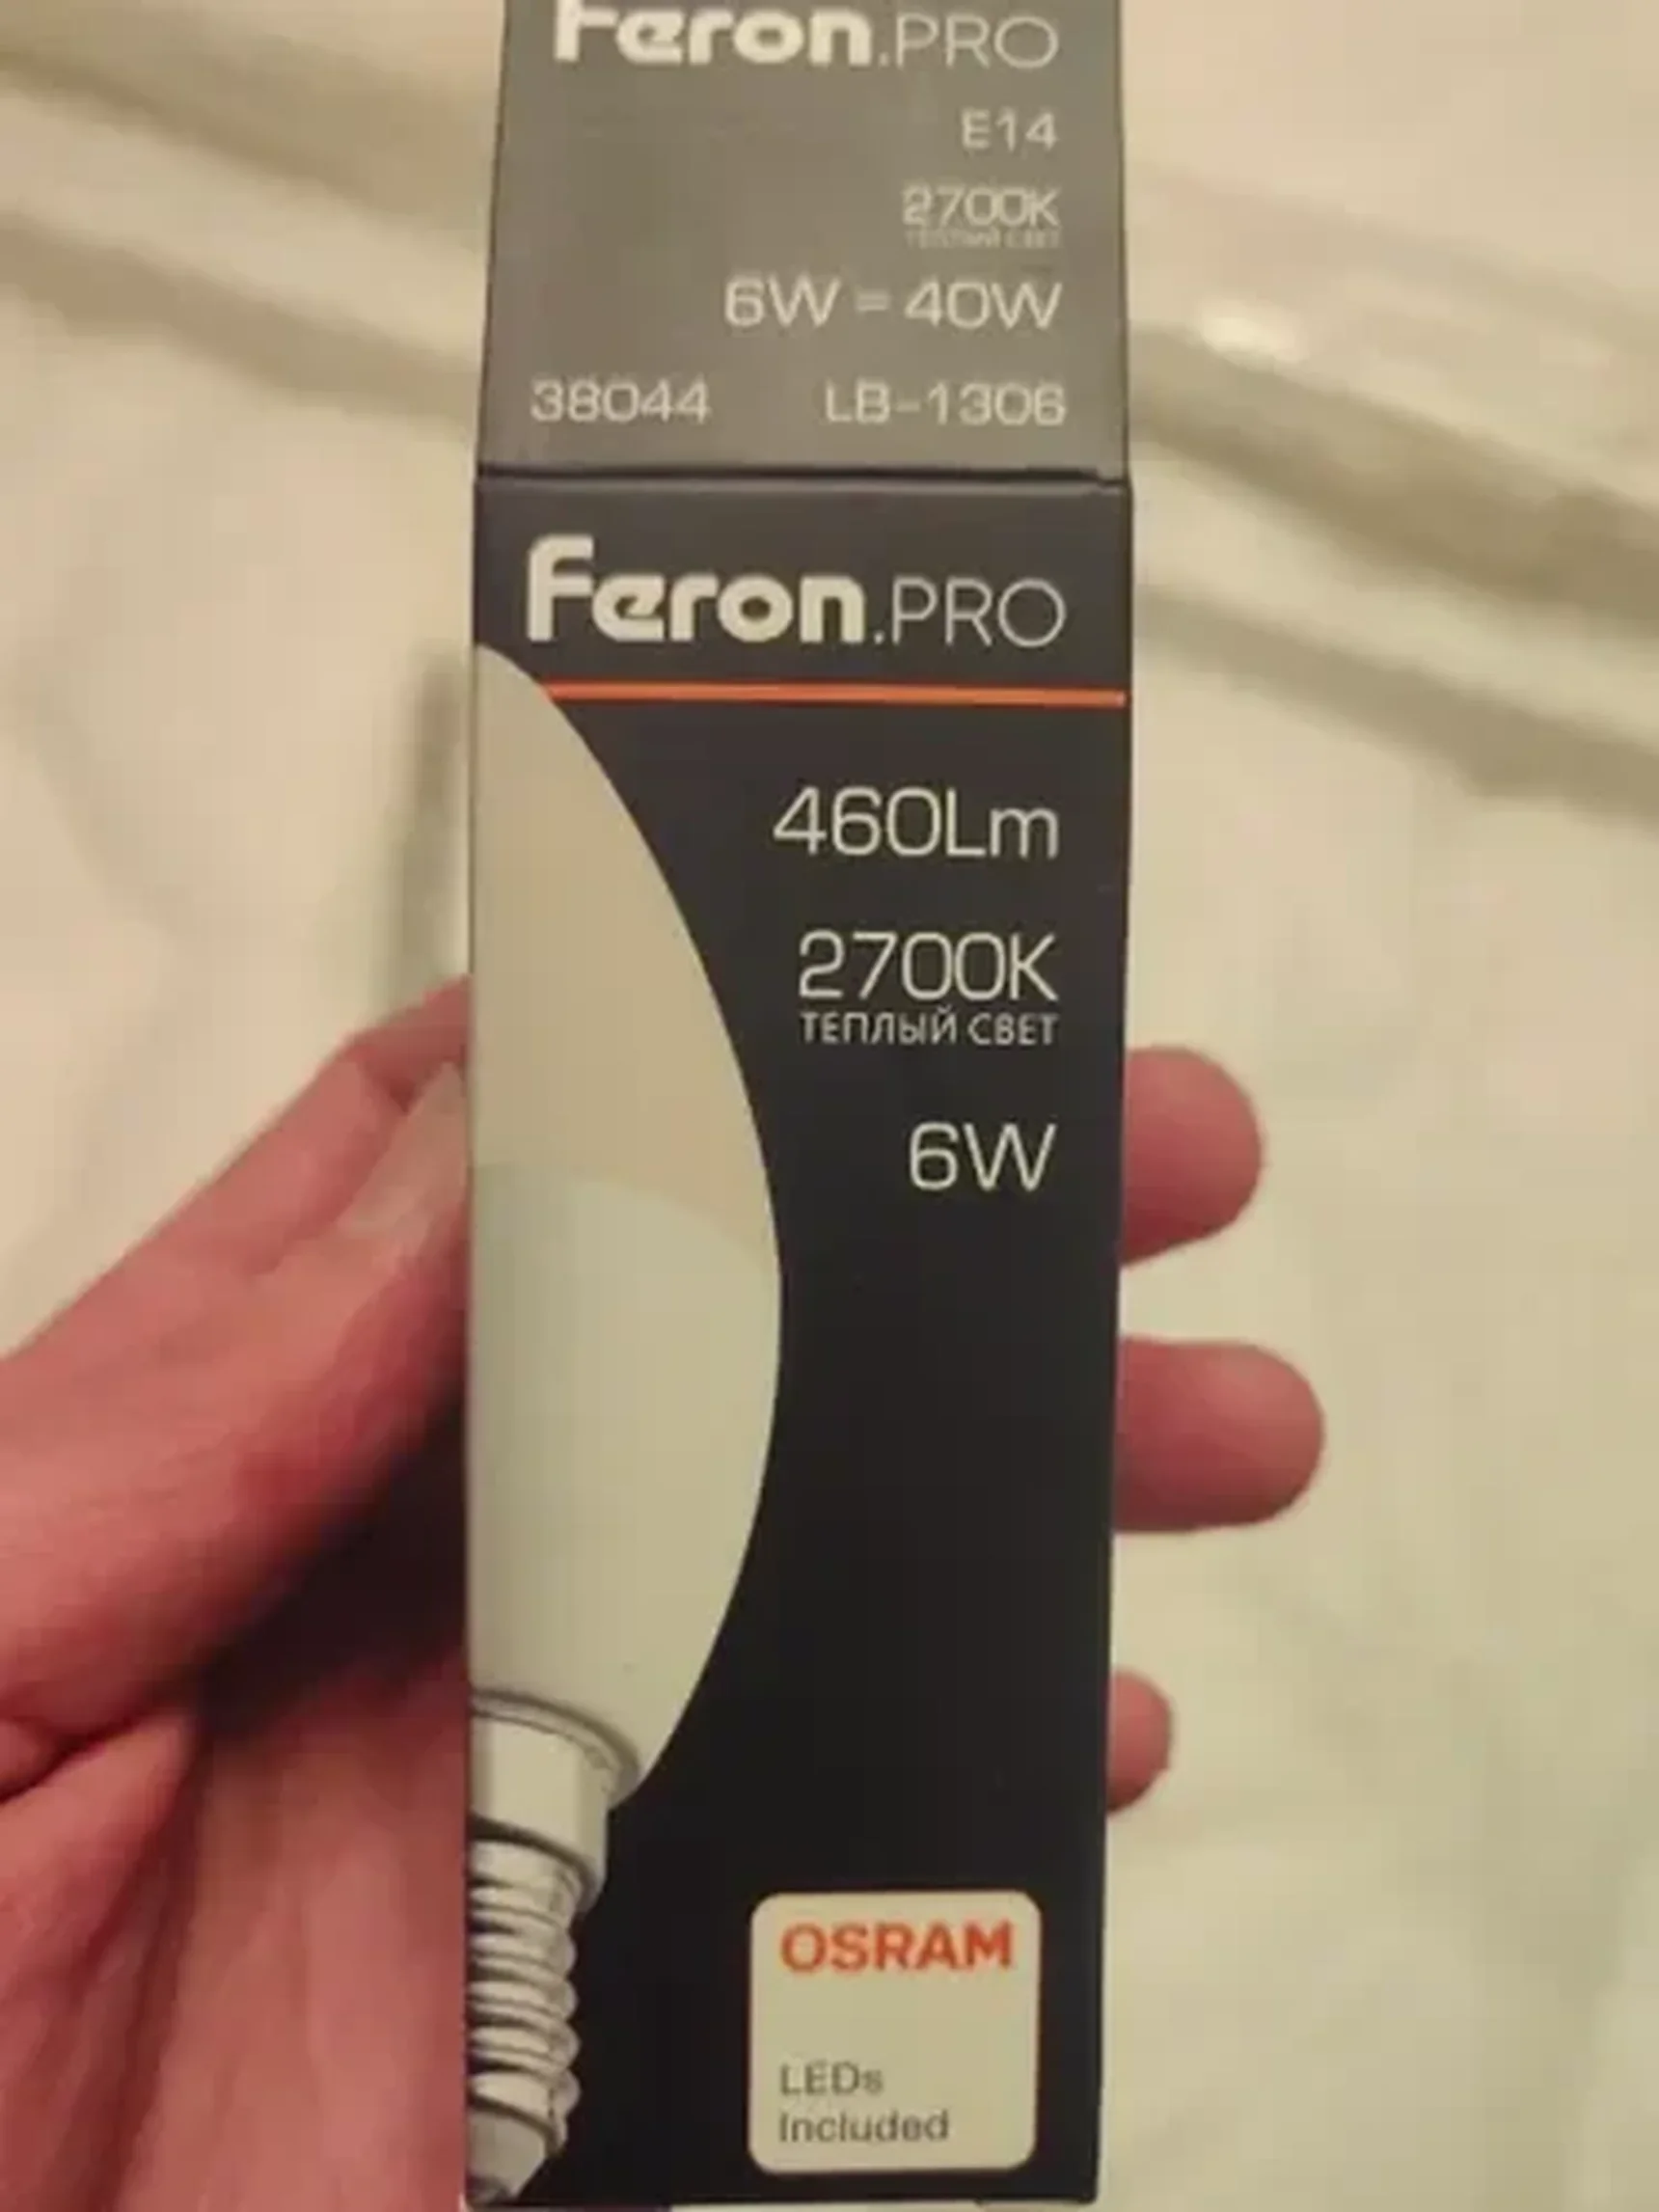 Feron.PRO
E14
2700K
ТЕПЛЫЙ СВЕТ
6W = 40W
38044 LB-1306
Feron.PRO
460Lm
2700K
ТЕПЛЫЙ СВЕТ
6W
OSRAM
LEDs
Included